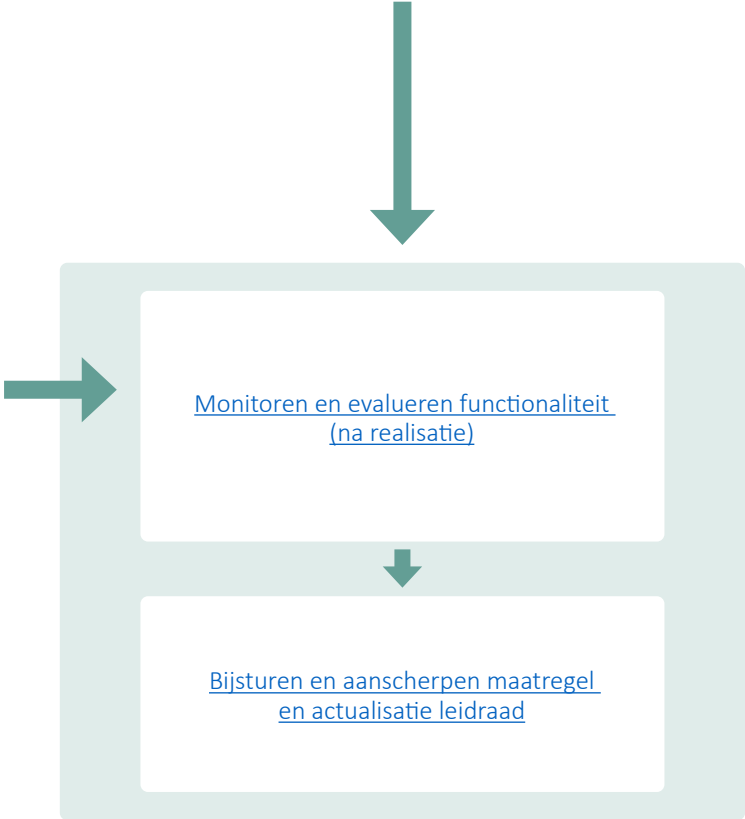 Monitoren en evalueren functionaliteit
(na realisatie)
Bijsturen en aanscherpen maatregel
en actualisatie leidraad